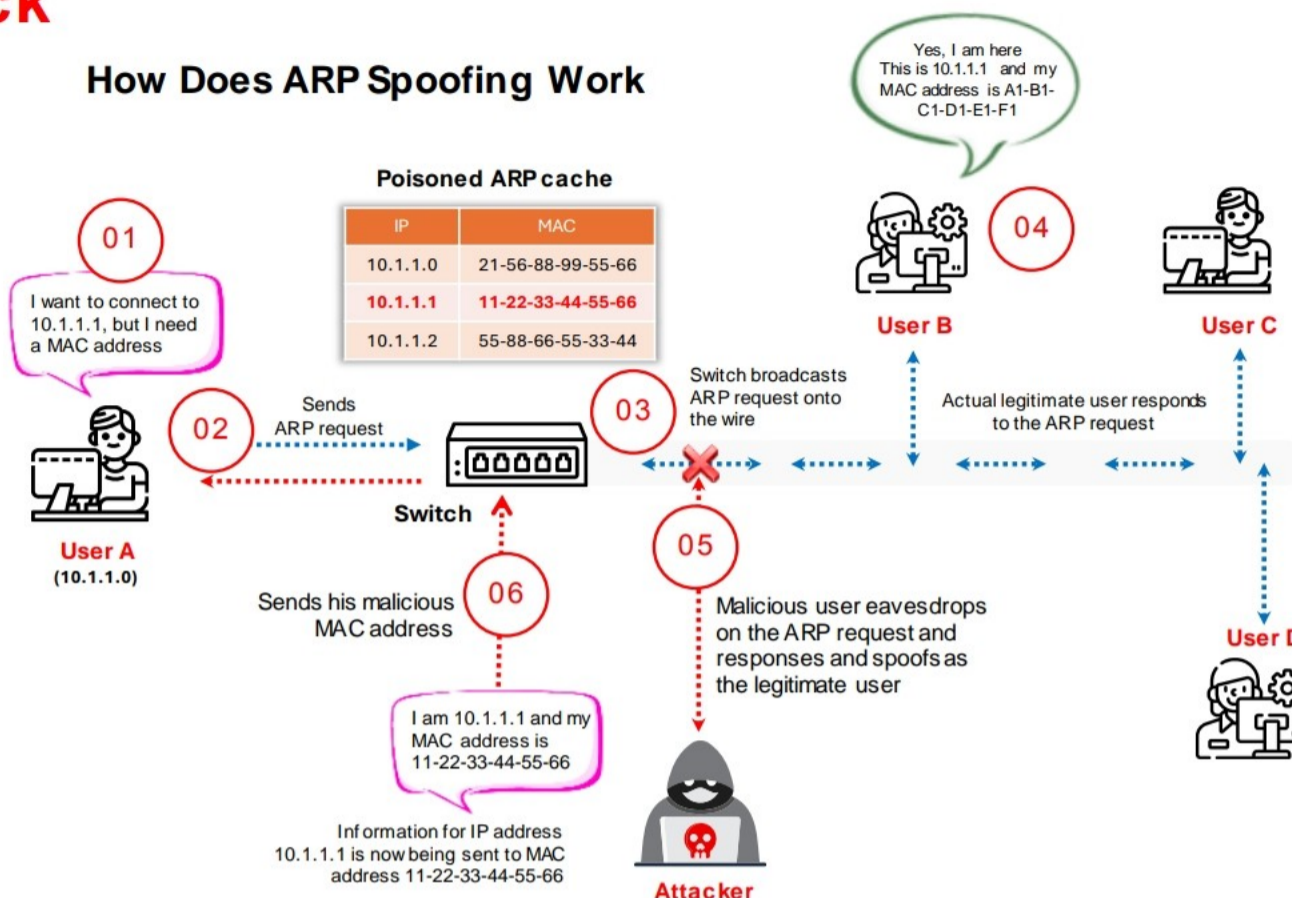 How Does ARP Spoofing Work
Yes, I am here
This is 10.1.1.1 and my
MAC address is A1-B1-
C1-D1-E1-F1
Poisoned ARP cache
IP MAC
10.1.1.0 21-56-88-99-55-66
10.1.1.1 11-22-33-44-55-66
10.1.1.2 55-88-66-55-33-44
01
I want to connect to
10.1.1.1, but I need
a MAC address
User A
(10.1.1.0)
02
Sends
ARP request
Switch
03
Switch broadcasts
ARP request onto
the wire
04
User B
User C
Actual legitimate user responds
to the ARP request
User D
05
Malicious user eavesdrops
on the ARP request and
responses and spoofs as
the legitimate user
06
Sends his malicious
MAC address
I am 10.1.1.1 and my
MAC address is
11-22-33-44-55-66
Information for IP address
10.1.1.1 is now being sent to MAC
address 11-22-33-44-55-66
Attacker